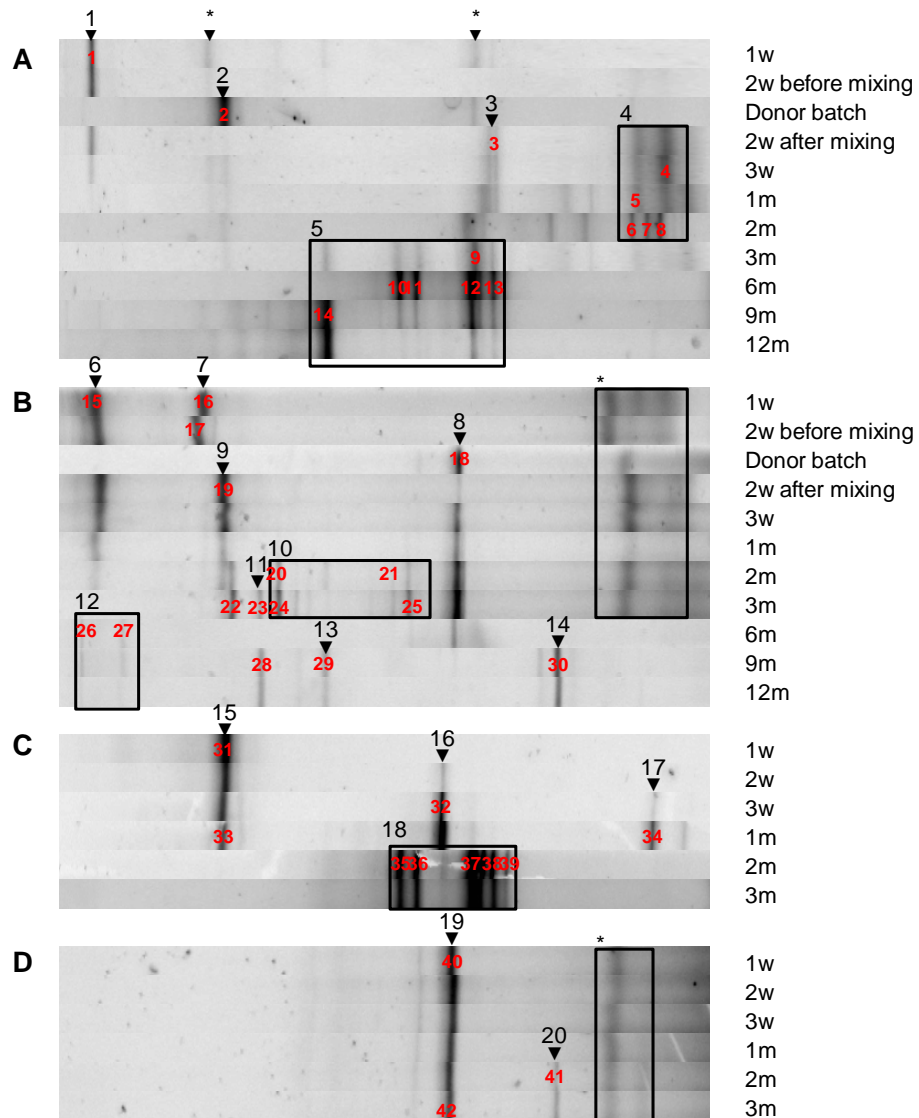 1 * *
A 1 1w
2 2w before mixing
2 3 Donor batch
3 4 2w after mixing
4 3w
5 1m
5 6 7 8 2m
9 3m
10 11 12 13 6m
14 9m
12m
6 7 *
B 15 16 1w
17 8 2w before mixing
9 18 Donor batch
19 2w after mixing
3w
10 1m
11 20 21 2m
12 22 23 24 25 3m
26 27 13 14 6m
28 29 30 9m
12m
15
C 31 16 1w
17 2w
32 3w
33 18 34 1m
35 36 37 38 39 2m
3m
19 *
D 40 1w
2w
3w
20 1m
41 2m
42 3m